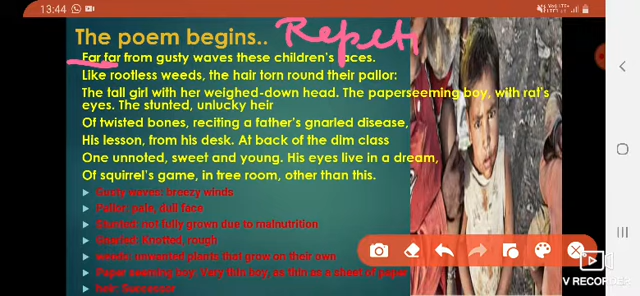 13:44
The poem begins..
Repeti
Far far from gusty waves these children's faces.
Like rootless weeds, the hair torn round their pallor:
The tall girl with her weighed-down head. The paperseeming boy, with rat's
eyes. The stunted, unlucky heir
Of twisted bones, reciting a father's gnarled disease,
His lesson, from his desk. At back of the dim class
One unnoted, sweet and young. His eyes live in a dream,
Of squirrel's game, in tree room, other than this.
Gusty waves: breezy winds
Pallor: pale, dull face
Stunted: not fully grown due to malnutrition
Gnarled: Knotted, rough
weeds: unwanted plants that grow on their own
Paper seeming boy: Very thin boy, as thin as a sheet of paper
heir: Successor
V RECORDER